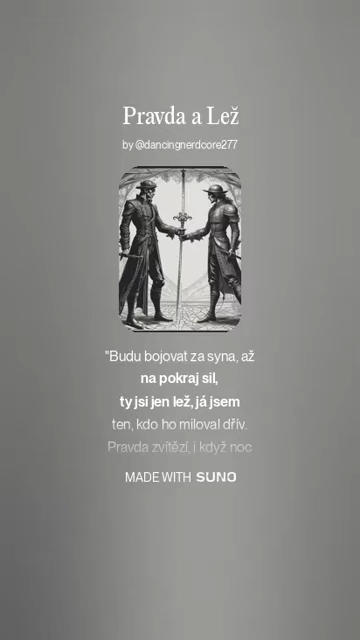 Pravda a Lež
by @dancingnerdcore277
"Budu bojovat za syna, až
na pokraj sil,
ty jsi jen lež, já jsem
ten, kdo ho miloval dřív.
Pravda zvítězí, i když noc
MADE WITH SUNO